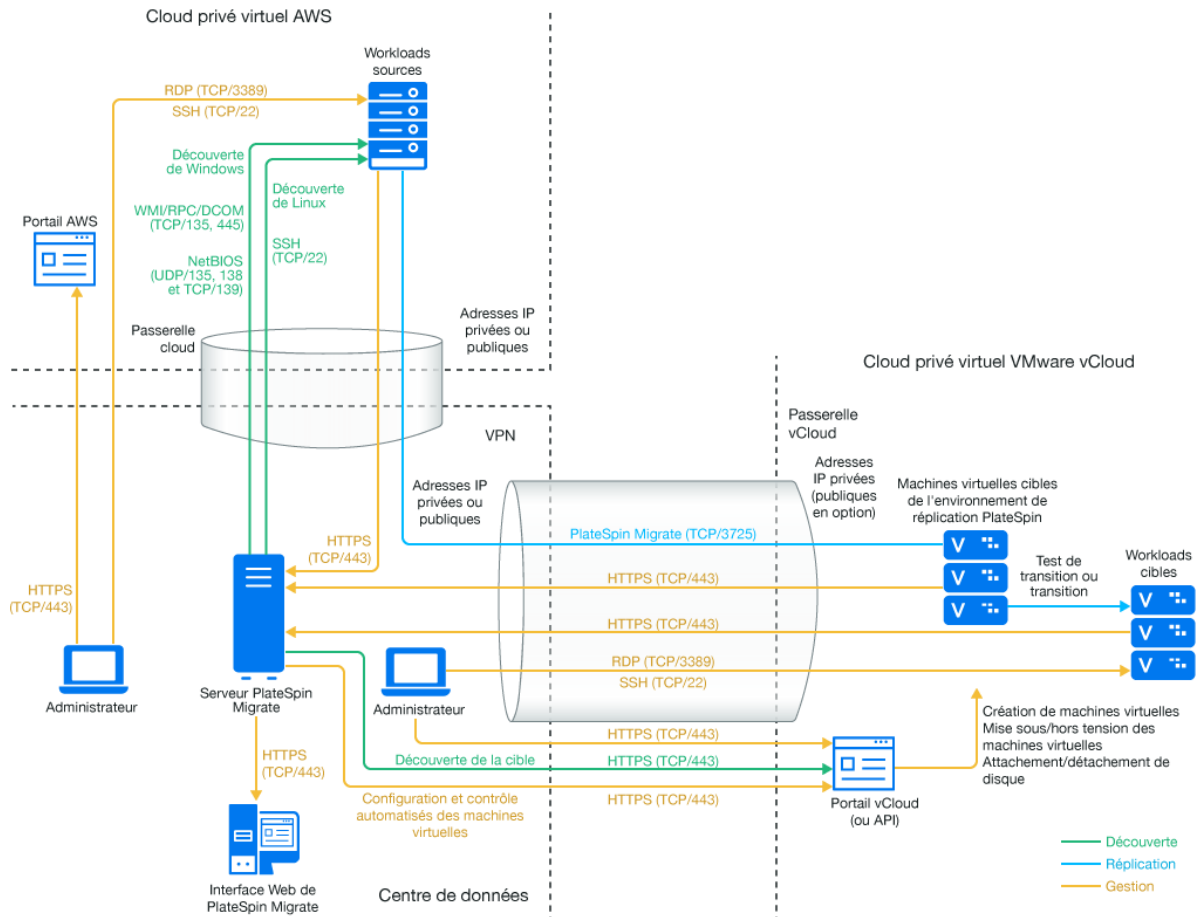 Cloud privé virtuel AWS
Workloads
sources
RDP (TCP/3389)
SSH (TCP/22)
Découverte
de Windows
Découverte
de Linux
WMI/RPC/DCOM
(TCP/135, 445)
SSH
(TCP/22)
NetBIOS
(UDP/135, 138
et TCP/139)
Portail AWS
Passerelle
cloud
Adresses IP
privées ou
publiques
Cloud privé virtuel VMware vCloud
VPN
Passerelle
vCloud
Adresses IP
privées ou
publiques
Adresses
IP privées
(publiques
en option)
Machines virtuelles cibles
de l'environnement de
réplication PlateSpin
PlateSpin Migrate (TCP/3725)
HTTPS
(TCP/443)
HTTPS (TCP/443)
Test de
transition ou
transition
Workloads
cibles
HTTPS
(TCP/443)
HTTPS (TCP/443)
RDP (TCP/3389)
SSH (TCP/22)
Administrateur
Serveur PlateSpin
Migrate
Administrateur
Création de machines virtuelles
Mise sous/hors tension des
machines virtuelles
Attachement/détachement de
disque
HTTPS (TCP/443)
HTTPS
(TCP/443)
Découverte de la cible
HTTPS (TCP/443)
Configuration et contrôle
automatisés des machines
virtuelles
HTTPS (TCP/443)
Portail vCloud
(ou API)
Interface Web de
PlateSpin Migrate
Centre de données
Découverte
Réplication
Gestion